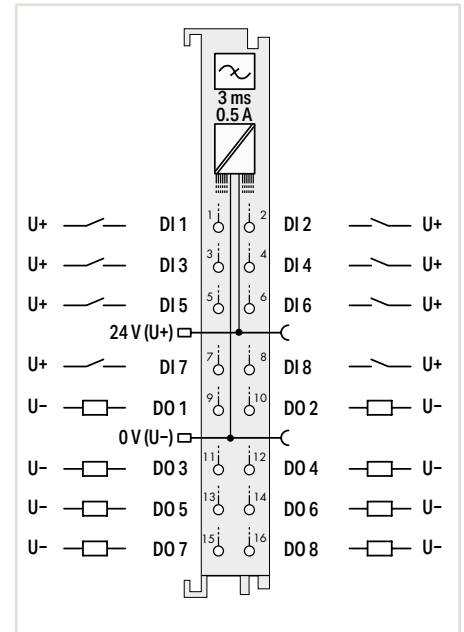 3 ms
0.5 A
U+ DI 1 1 2 DI 2 U+
U+ DI 3 3 4 DI 4 U+
U+ DI 5 5 6 DI 6 U+
24 V (U+)
U+ DI 7 7 8 DI 8 U+
U− DO 1 9 10 DO 2 U−
0 V (U−)
U− DO 3 11 12 DO 4 U−
U− DO 5 13 14 DO 6 U−
U− DO 7 15 16 DO 8 U−